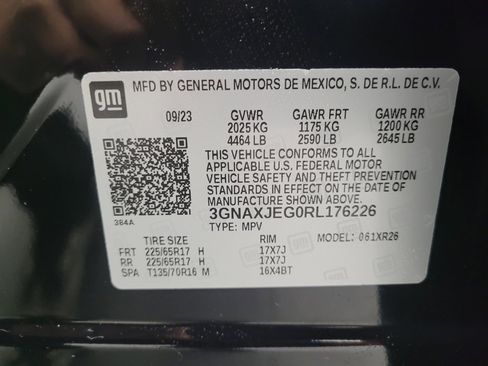 gm
MFD BY GENERAL MOTORS DE MEXICO, S. DE R.L. DE C.V.
09/23 GVWR GAWR FRT GAWR RR
2025 KG 1175 KG 1200 KG
4464 LB 2590 LB 2645 LB
THIS VEHICLE CONFORMS TO ALL
APPLICABLE U.S. FEDERAL MOTOR
VEHICLE SAFETY AND THEFT PREVENTION
STANDARDS IN EFFECT ON THE DATE OF
MANUFACTURE SHOWN ABOVE.
3GNAXJEG0RL176226
384A
TYPE: MPV
TIRE SIZE RIM MODEL: 061XR26
FRT 225/65R17 H 17X7J
RR 225/65R17 H 17X7J
SPA T135/70R16 M 16X4BT